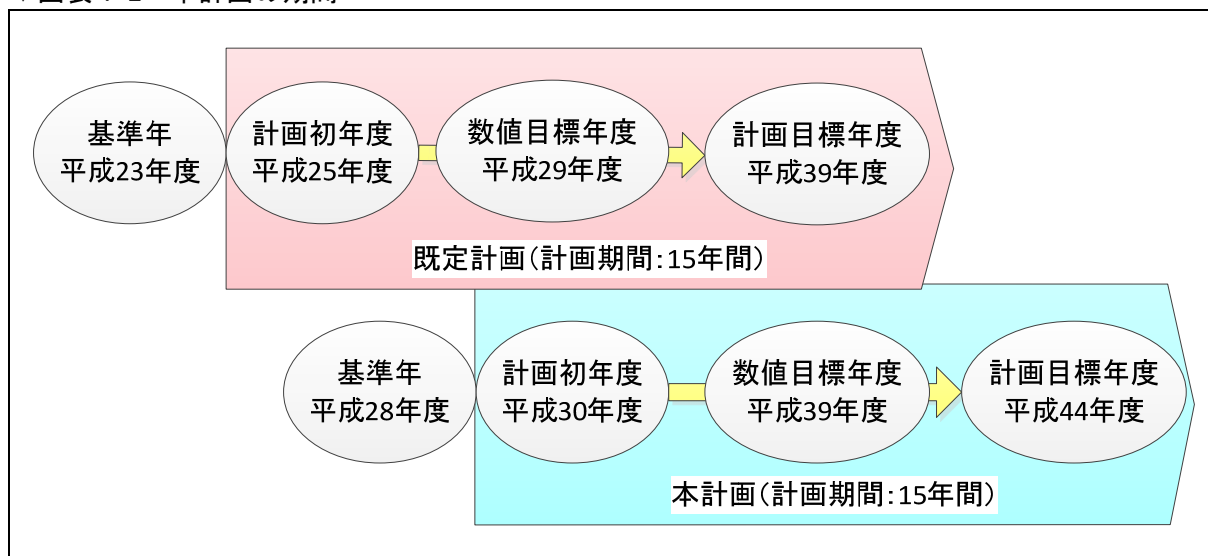 基準年
平成23年度
計画初年度
平成25年度
数値目標年度
平成29年度
計画目標年度
平成39年度
既定計画(計画期間:15年間)
基準年
平成28年度
計画初年度
平成30年度
数値目標年度
平成39年度
計画目標年度
平成44年度
本計画(計画期間:15年間)